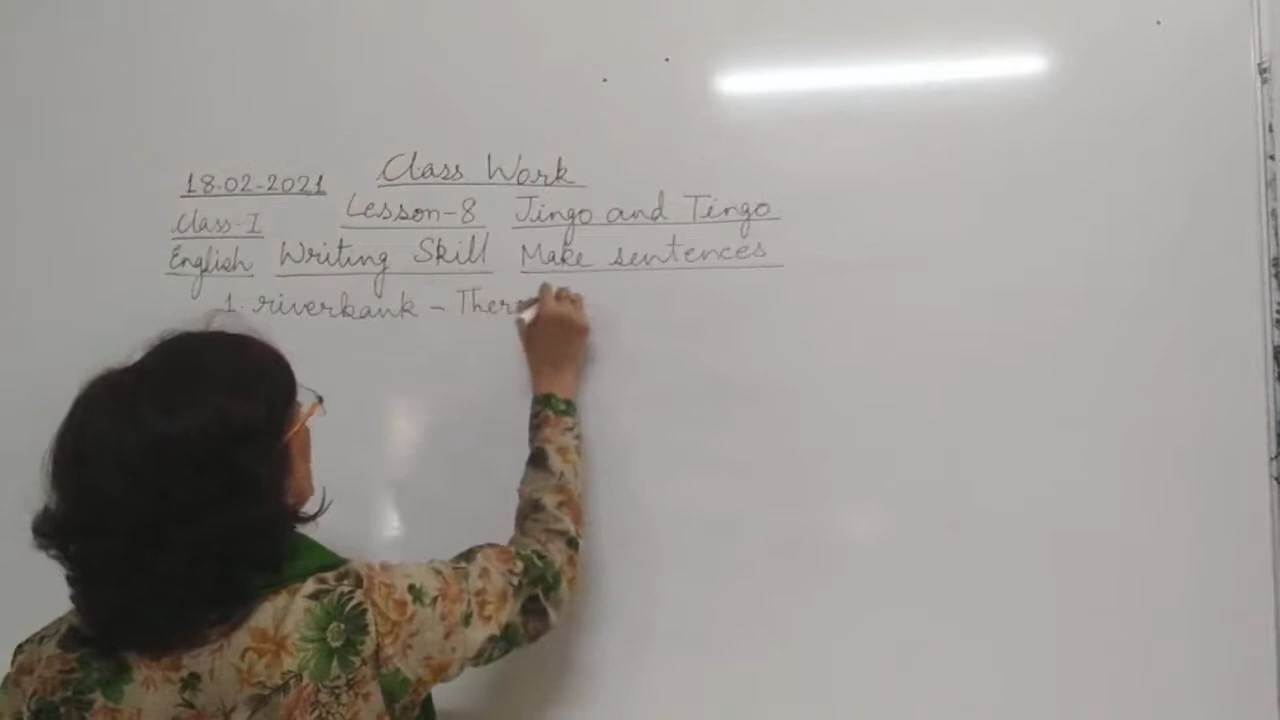 Class Work
18.02-2021
Class-I Lesson-8 Jingo and Tingo
English Writing Skill Make sentences
1. riverbank - Ther